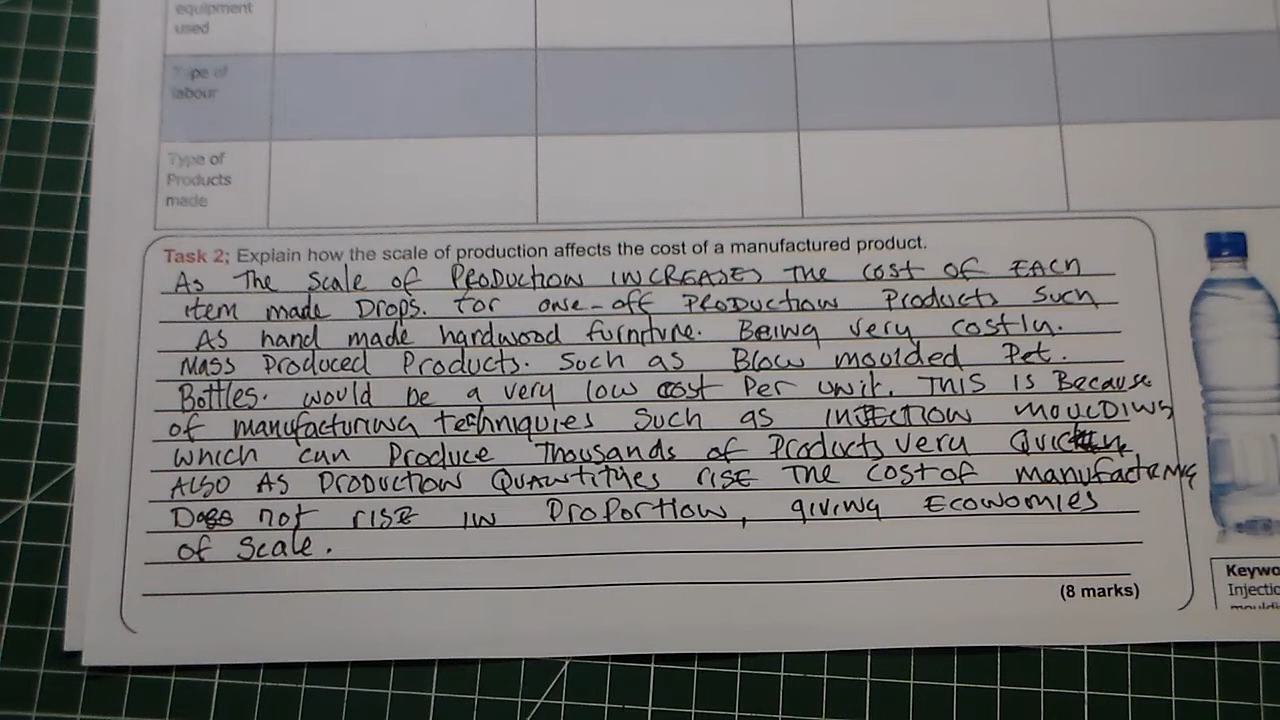 equipment
used
Type of
labour
Type of
Products
made
Task 2; Explain how the scale of production affects the cost of a manufactured product.
As The Scale of PRODUCTION INCREASES THE COST OF EACH
item made Drops. for one-off PRODUCTION Products Such
As hand made hardwood furniture. BEING very costly.
MASS PRODUCED PRODUCTS. Such as Blow moulded Pet.
Bottles. would be a very low cost Per unit. THIS IS Because
of manufacturing techniquies Such as INJECTION MOULDING
which can Produce Thousands of Products very Quickly
ALSO AS PRODUCTION Quantityes rise THE COST OF manufactering
Does not rise in Proportion, giving Economies
of Scale.
(8 marks)
Keywo
Injectio
mouldi